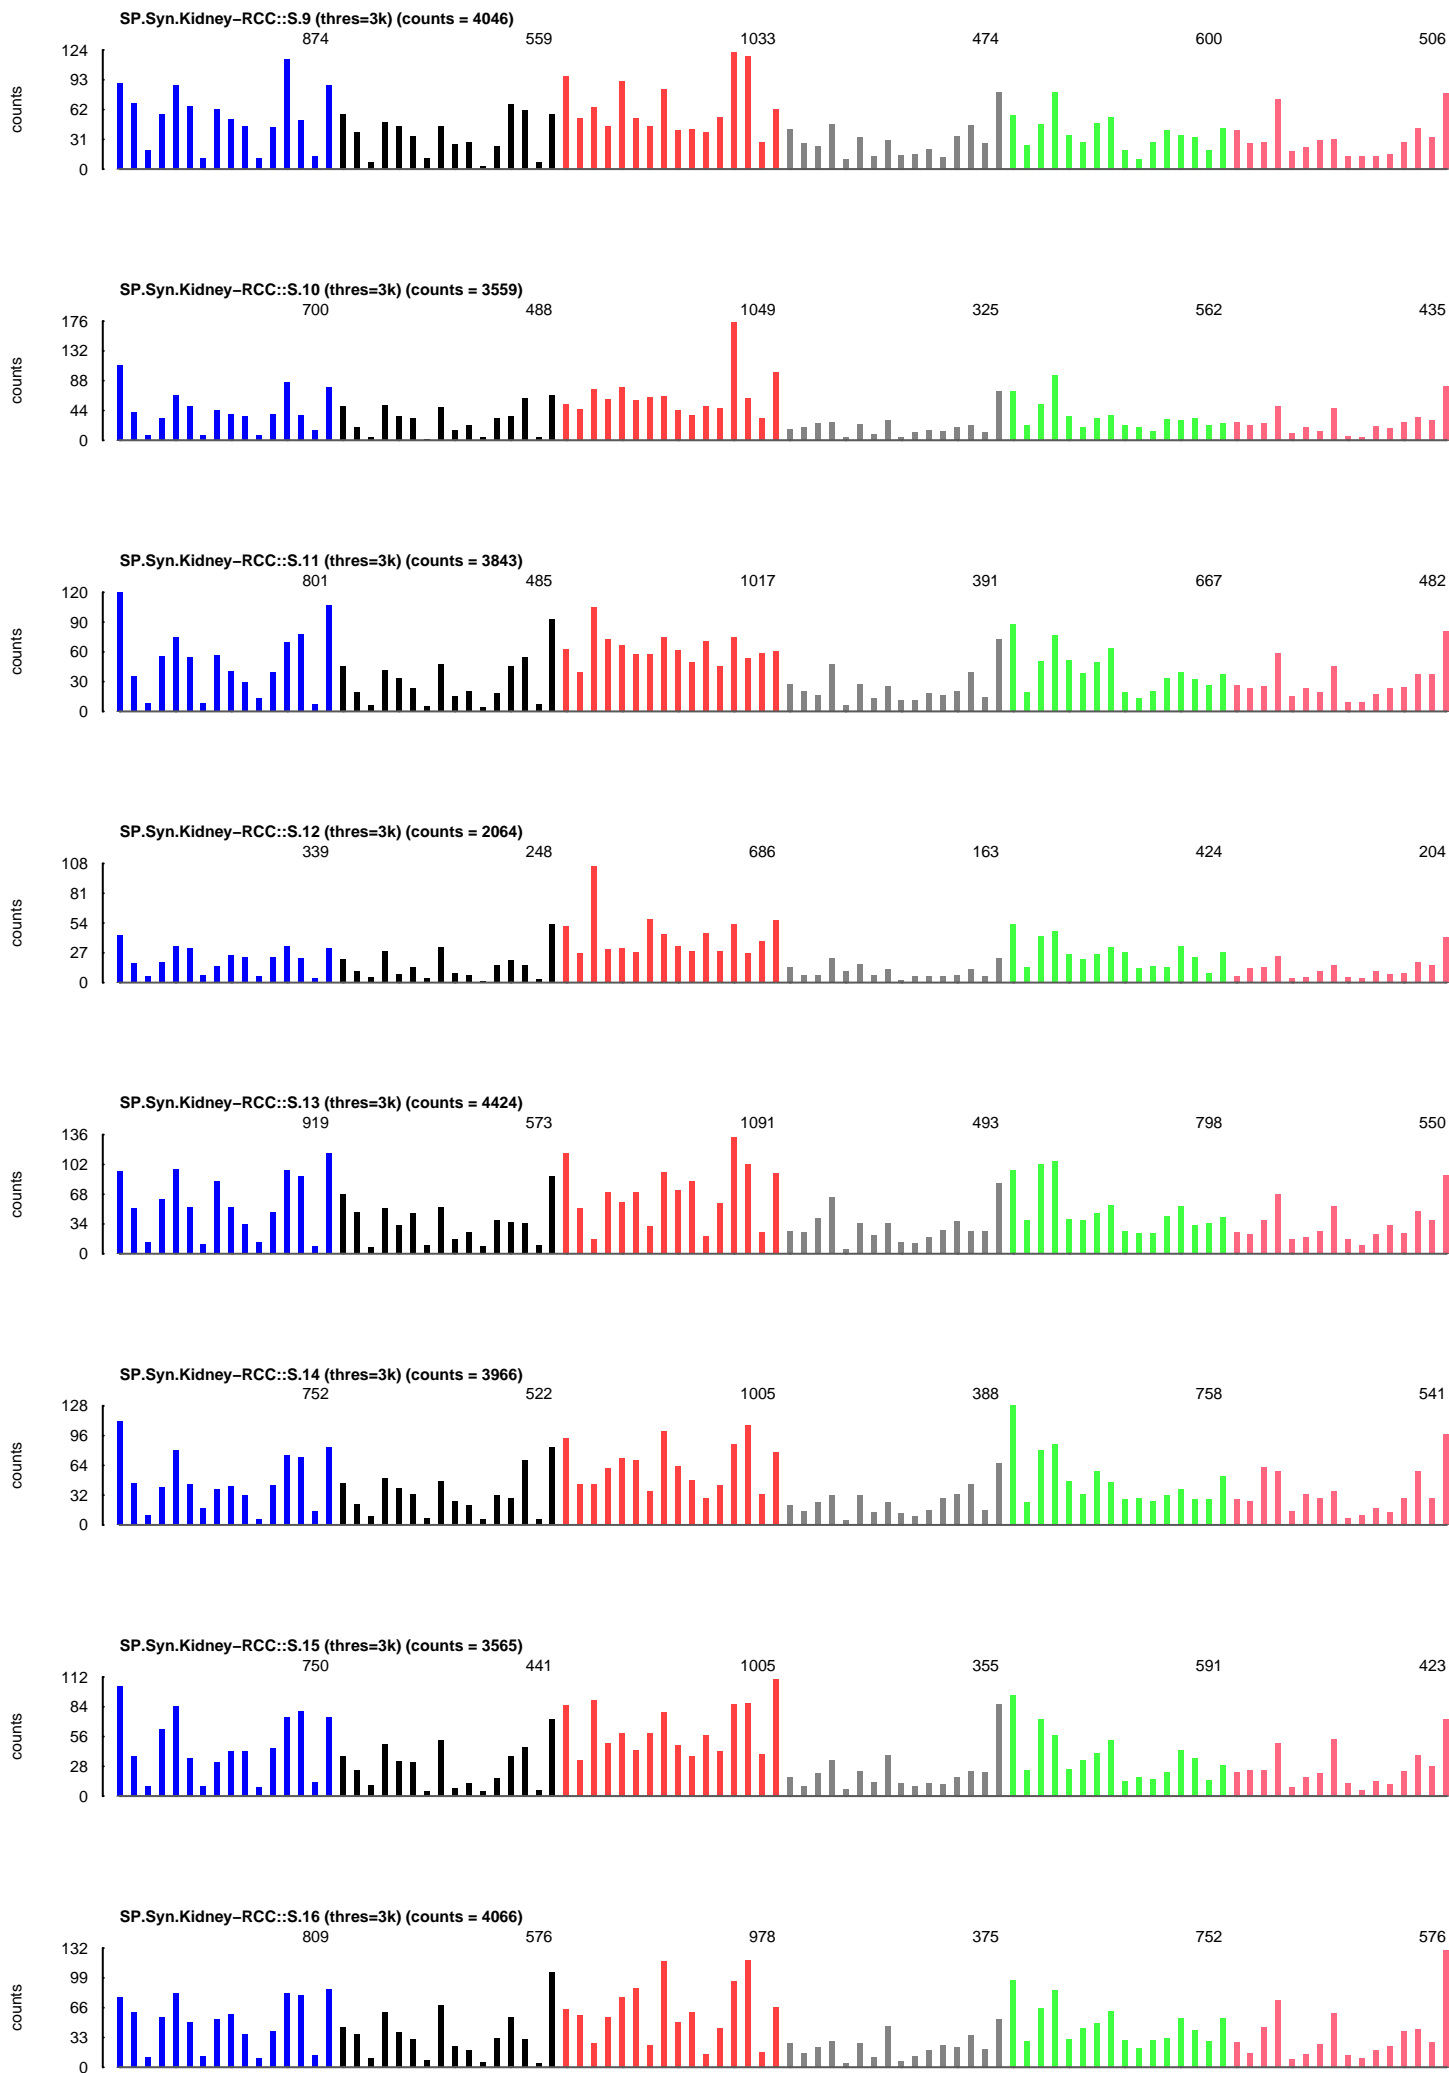 SP.Syn.Kidney−RCC::S.9 (thres=3k) (counts = 4046)
874 559 1033 474 600 506
124
93
62
31
0
counts
SP.Syn.Kidney−RCC::S.10 (thres=3k) (counts = 3559)
700 488 1049 325 562 435
176
132
88
44
0
counts
SP.Syn.Kidney−RCC::S.11 (thres=3k) (counts = 3843)
801 485 1017 391 667 482
120
90
60
30
0
counts
SP.Syn.Kidney−RCC::S.12 (thres=3k) (counts = 2064)
339 248 686 163 424 204
108
81
54
27
0
counts
SP.Syn.Kidney−RCC::S.13 (thres=3k) (counts = 4424)
919 573 1091 493 798 550
136
102
68
34
0
counts
SP.Syn.Kidney−RCC::S.14 (thres=3k) (counts = 3966)
752 522 1005 388 758 541
128
96
64
32
0
counts
SP.Syn.Kidney−RCC::S.15 (thres=3k) (counts = 3565)
750 441 1005 355 591 423
112
84
56
28
0
counts
SP.Syn.Kidney−RCC::S.16 (thres=3k) (counts = 4066)
809 576 978 375 752 576
132
99
66
33
0
counts